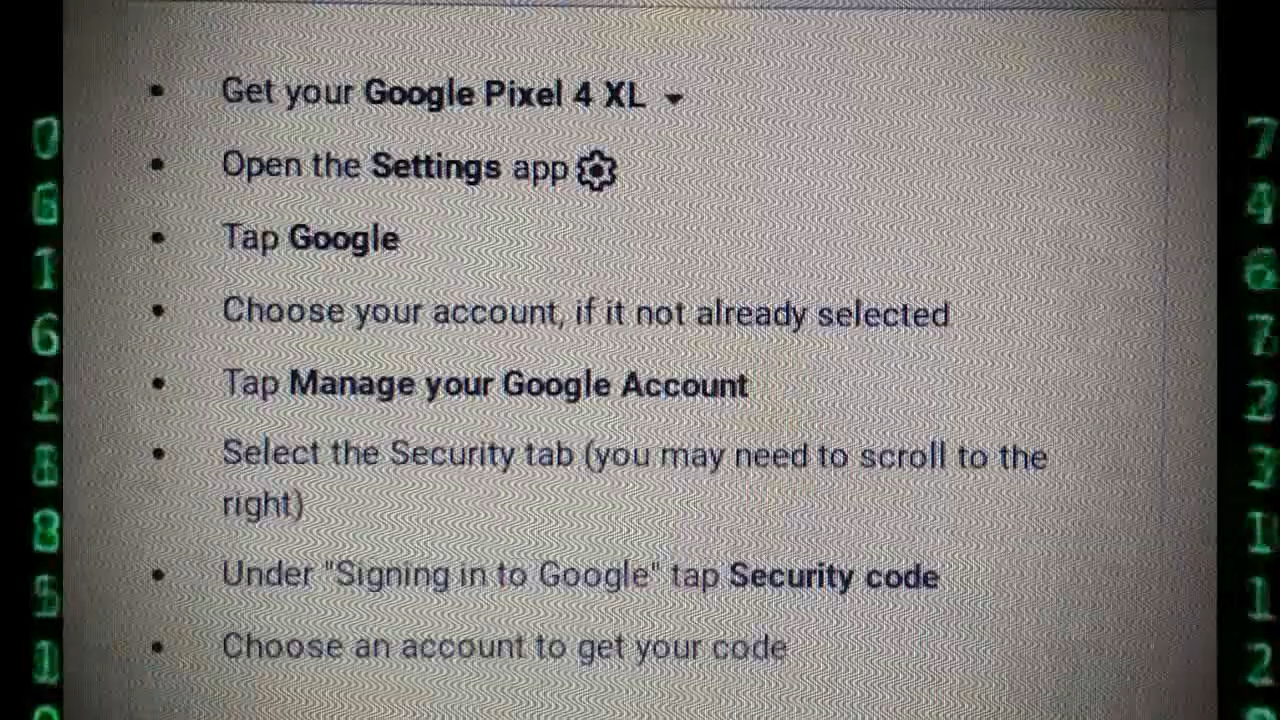 Get your Google Pixel 4 XL
Open the Settings app
Tap Google
Choose your account, if it not already selected
Tap Manage your Google Account
Select the Security tab (you may need to scroll to the
right)
Under "Signing in to Google" tap Security code
Choose an account to get your code